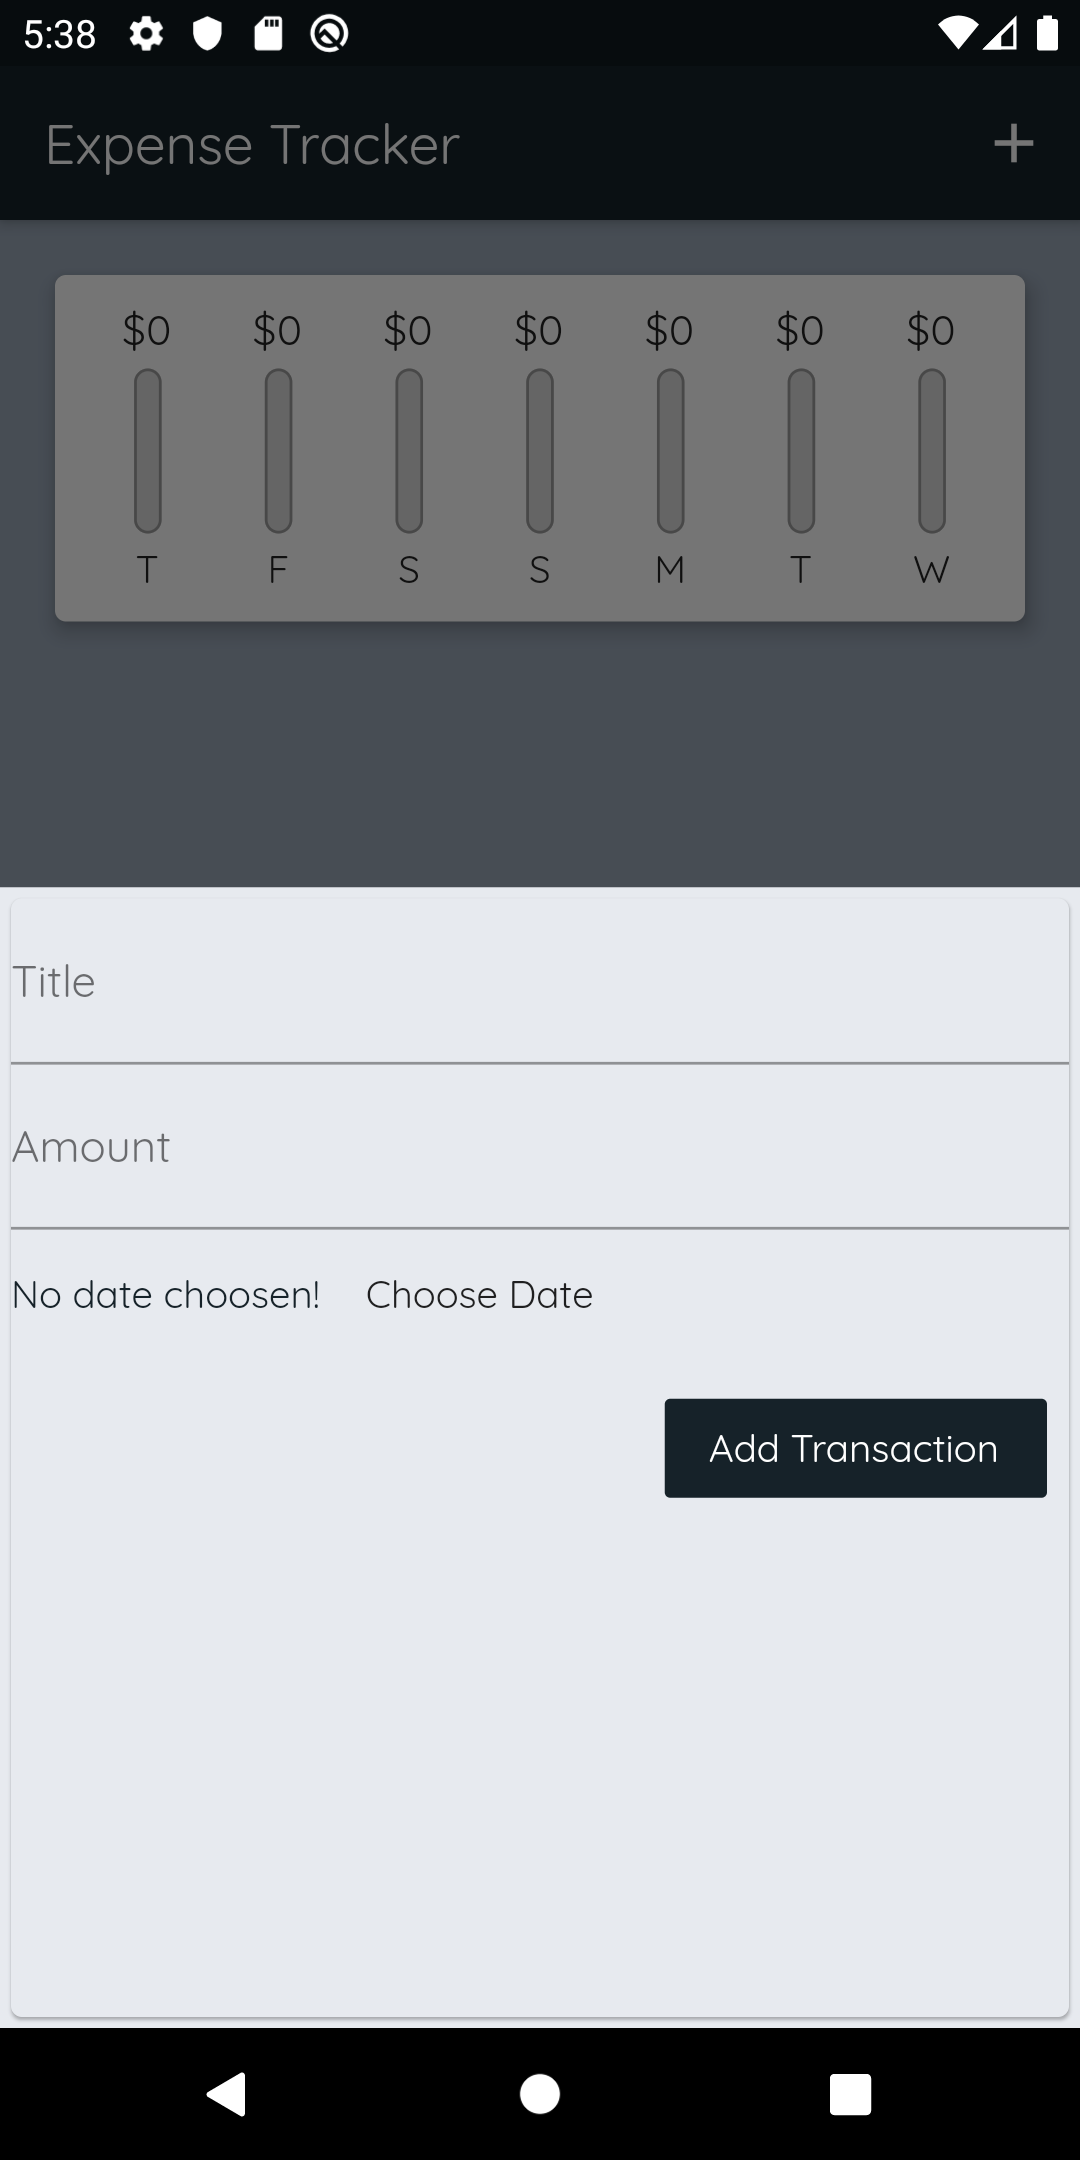 5:38
Expense Tracker +
$0 $0 $0 $0 $0 $0 $0
T F S S M T W
Title
Amount
No date choosen! Choose Date
Add Transaction